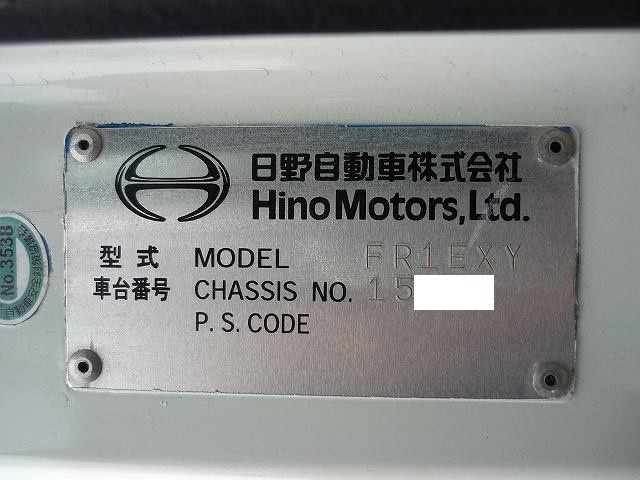 日野自動車株式会社
Hino Motors, Ltd.
型式 MODEL FR1EXY
車台番号 CHASSIS NO. 15
P.S. CODE
No.3538